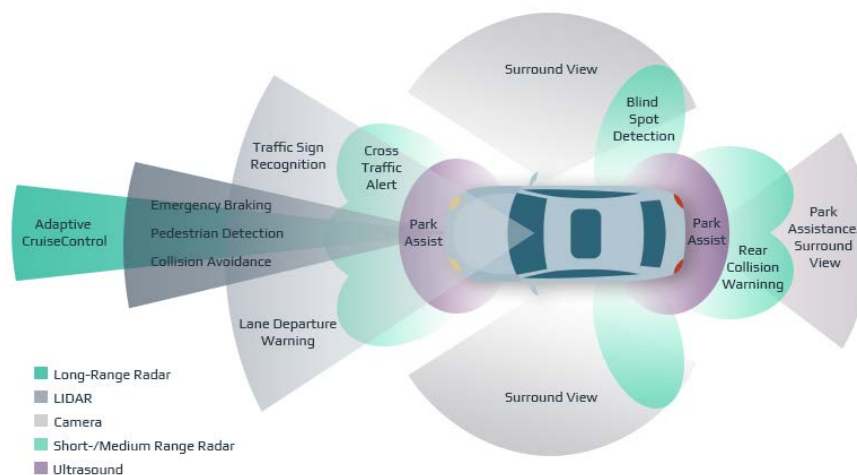 Surround View
Blind
Spot
Detection
Traffic Sign
Recognition
Cross
Traffic
Alert
Adaptive
CruiseControl
Emergency Braking
Pedestrian Detection
Collision Avoidance
Park
Assist
Park
Assist
Park
Assistance
Surround
View
Rear
Collision
Warninng
Lane Departure
Warning
Surround View
Long-Range Radar
LIDAR
Camera
Short-/Medium Range Radar
Ultrasound